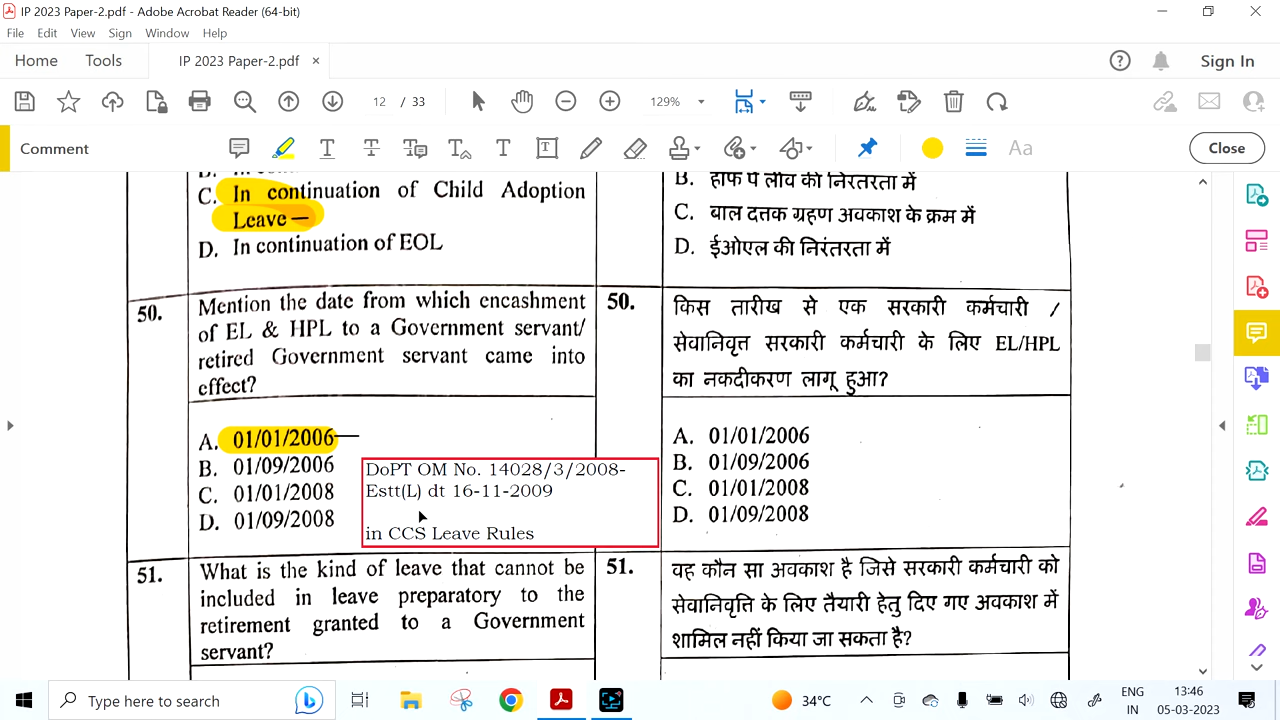 IP 2023 Paper-2.pdf - Adobe Acrobat Reader (64-bit)
File Edit View Sign Window Help
Home Tools IP 2023 Paper-2.pdf × Sign In
12 / 33 129%
Comment Aa Close
C. In continuation of Child Adoption
Leave
D. In continuation of EOL
B. हाफ पे लीव की निरंतरता में
C. बाल दत्तक ग्रहण अवकाश के क्रम में
D. ईओएल की निरंतरता में
50. Mention the date from which encashment
of EL & HPL to a Government servant/
retired Government servant came into
effect?
50. किस तारीख से एक सरकारी कर्मचारी /
सेवानिवृत्त सरकारी कर्मचारी के लिए EL/HPL
का नकदीकरण लागू हुआ?
A. 01/01/2006
B. 01/09/2006
C. 01/01/2008
D. 01/09/2008
DoPT OM No. 14028/3/2008-
Estt(L) dt 16-11-2009
in CCS Leave Rules
A. 01/01/2006
B. 01/09/2006
C. 01/01/2008
D. 01/09/2008
51. What is the kind of leave that cannot be
included in leave preparatory to the
retirement granted to a Government
servant?
51. वह कौन सा अवकाश है जिसे सरकारी कर्मचारी को
सेवानिवृत्ति के लिए तैयारी हेतु दिए गए अवकाश में
शामिल नहीं किया जा सकता है?
Type here to search
34°C
ENG
IN
13:46
05-03-2023